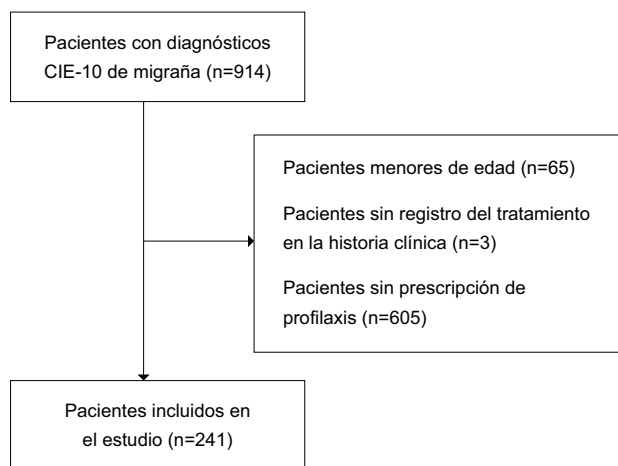 Pacientes con diagnósticos
CIE-10 de migraña (n=914)
Pacientes menores de edad (n=65)
Pacientes sin registro del tratamiento
en la historia clínica (n=3)
Pacientes sin prescripción de
profilaxis (n=605)
Pacientes incluidos en
el estudio (n=241)